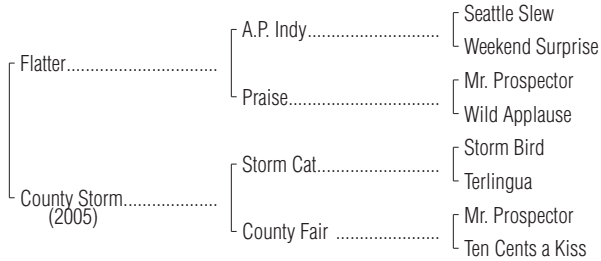 Seattle Slew
A.P. Indy..............................
Weekend Surprise
Flatter..................................
Mr. Prospector
Praise..................................
Wild Applause
Storm Bird
Storm Cat............................
Terlingua
County Storm......................
(2005)
Mr. Prospector
County Fair ........................
Ten Cents a Kiss